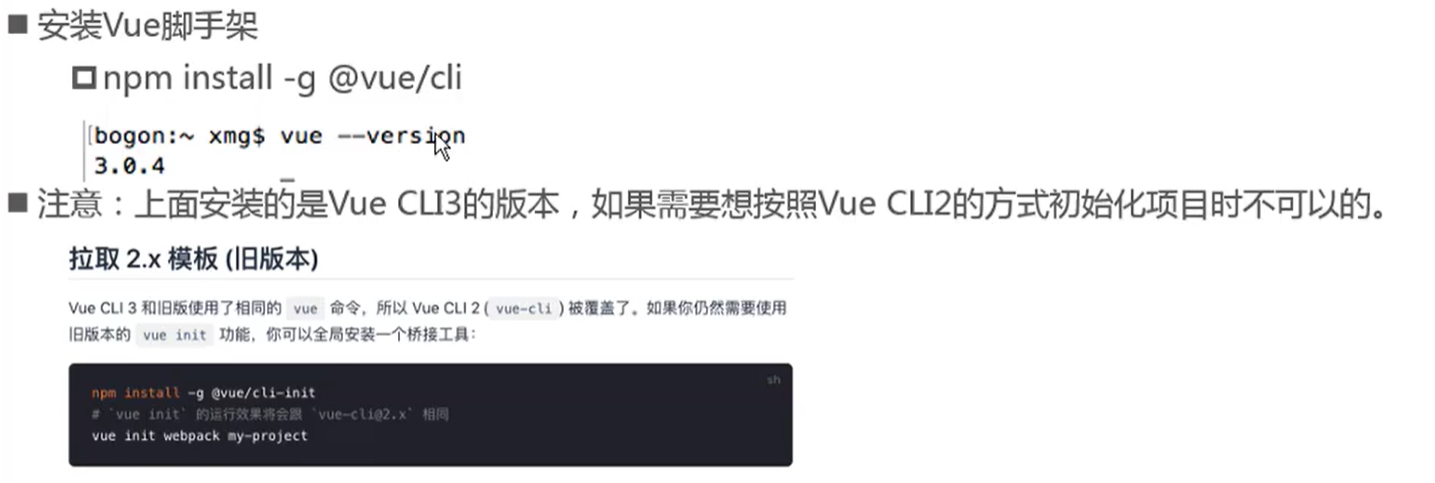 安装Vue脚手架
npm install -g @vue/cli
[bogon:~ xmg$ vue --version
3.0.4
注意：上面安装的是Vue CLI3的版本，如果需要想按照Vue CLI2的方式初始化项目时不可以的。
拉取 2.x 模板 (旧版本)
Vue CLI 3 和旧版使用了相同的 vue 命令，所以 Vue CLI 2 ( vue-cli ) 被覆盖了。如果你仍然需要使用
旧版本的 vue init 功能，你可以全局安装一个桥接工具：
sh
npm install -g @vue/cli-init
# `vue init` 的运行效果将会跟 `vue-cli@2.x` 相同
vue init webpack my-project